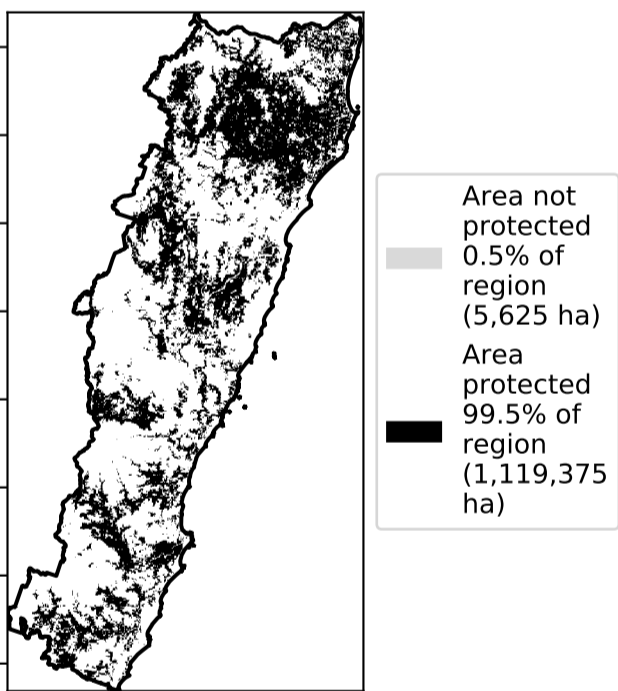 Area not
protected
0.5% of
region
(5,625 ha)
Area
protected
99.5% of
region
(1,119,375
ha)